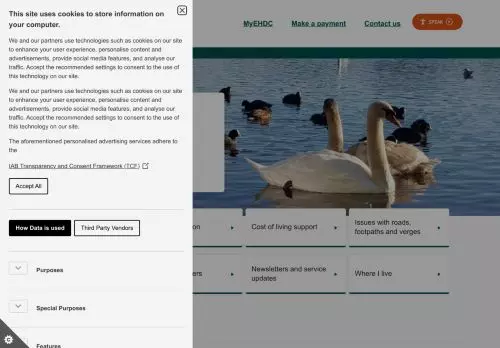 This site uses cookies to store information on
your computer.
We and our partners use technologies such as cookies on our site
to enhance your user experience, personalise content and
advertisements, provide social media features, and analyse our
traffic. Accept the recommended settings to consent to the use of
this technology on our site.
We and our partners use technologies such as cookies on our site
to enhance your user experience, personalise content and
advertisements, provide social media features, and analyse our
traffic. Accept the recommended settings to consent to the use of
this technology on our site.
The aforementioned personalised advertising services adhere to
the
IAB Transparency and Consent Framework (TCF)
Accept All
How Data is used
Third Party Vendors
Purposes
Special Purposes
Features
MyEHDC
Make a payment
Contact us
SPEAK
Cost of living support
Issues with roads,
footpaths and verges
Newsletters and service
updates
Where I live